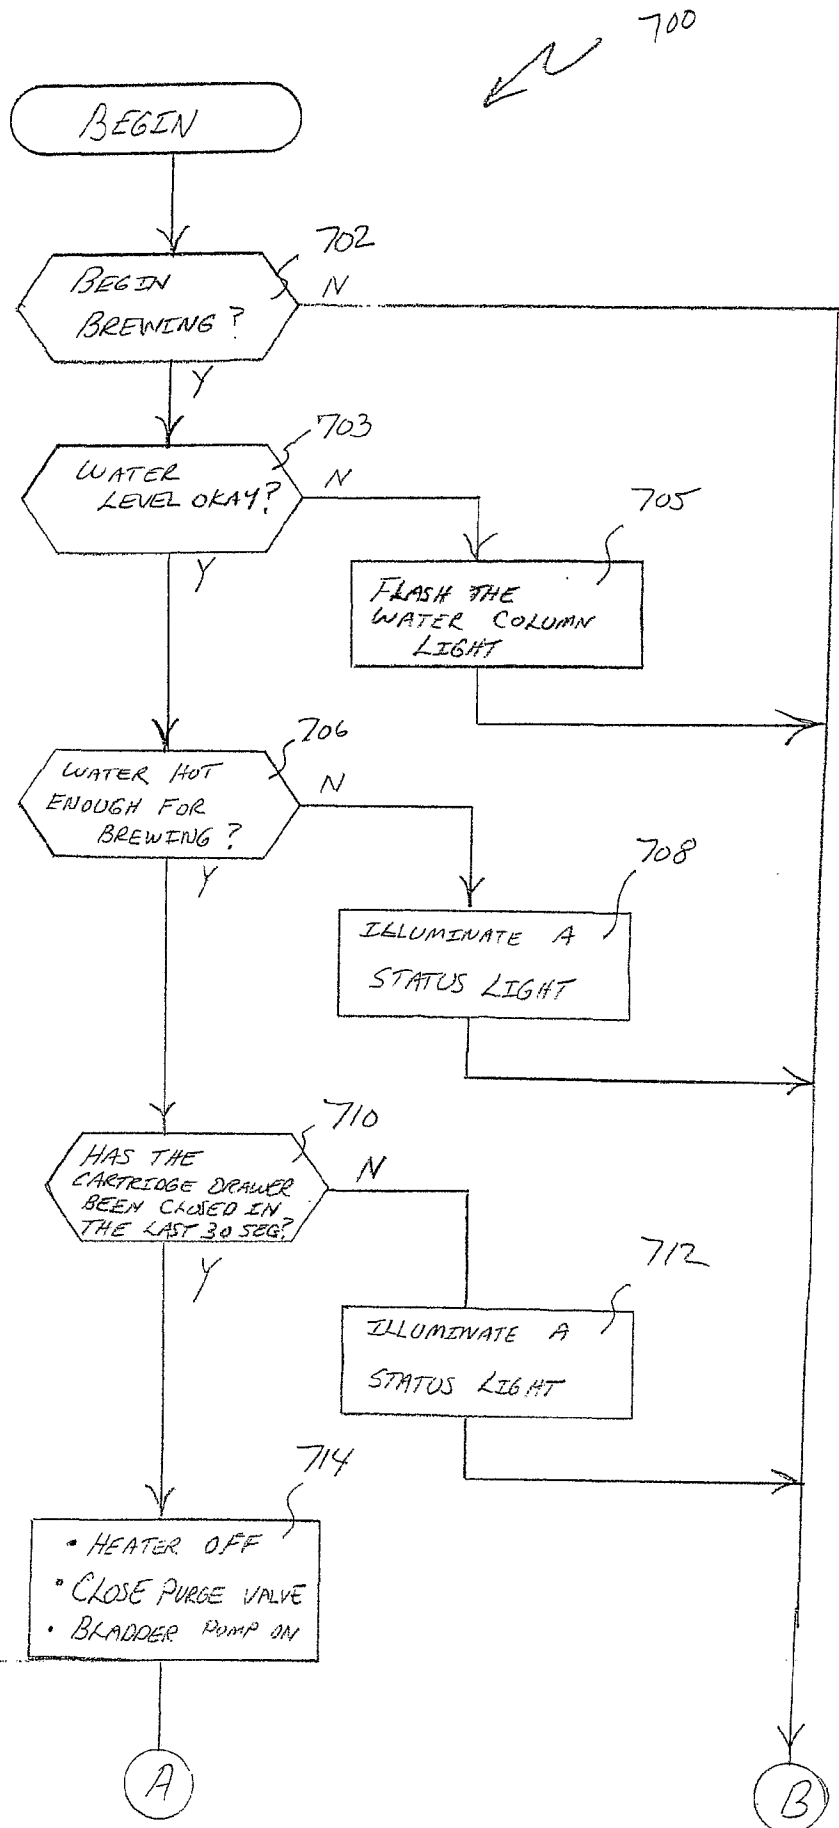 700
BEGIN
702
BEGIN
BREWING?
N
Y
703
WATER
LEVEL OKAY?
N
Y
705
FLASH THE
WATER COLUMN
LIGHT
706
WATER HOT
ENOUGH FOR
BREWING?
N
Y
708
ILLUMINATE A
STATUS LIGHT
710
HAS THE
CARTRIDGE DRAWER
BEEN CLOSED IN
THE LAST 30 SEC?
N
Y
712
ILLUMINATE A
STATUS LIGHT
714
• HEATER OFF
• CLOSE PURGE VALVE
• BLADDER PUMP ON
A
B